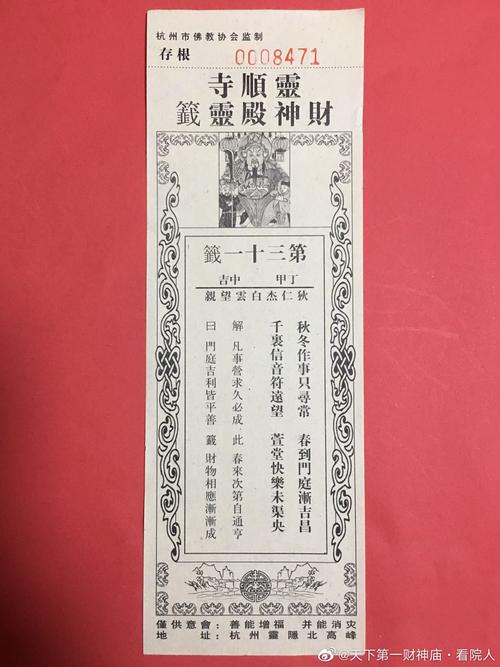 杭州市佛教协会监制
存根 0008471
靈順寺
財神殿靈籤
第三十一籤
丁甲 中吉
狄仁杰白雲望親
秋冬作事只尋常 春到門庭漸吉昌
千裏信音符遠望 萱堂快樂未渠央
解 凡事營求久必成 此 春來次第自通亨
曰 門庭吉利皆平善 籤 財物相應漸漸成
僅供意會：善能增福 并能消灾
地 址：杭州靈隱北高峰
@天下第一财神庙·看院人